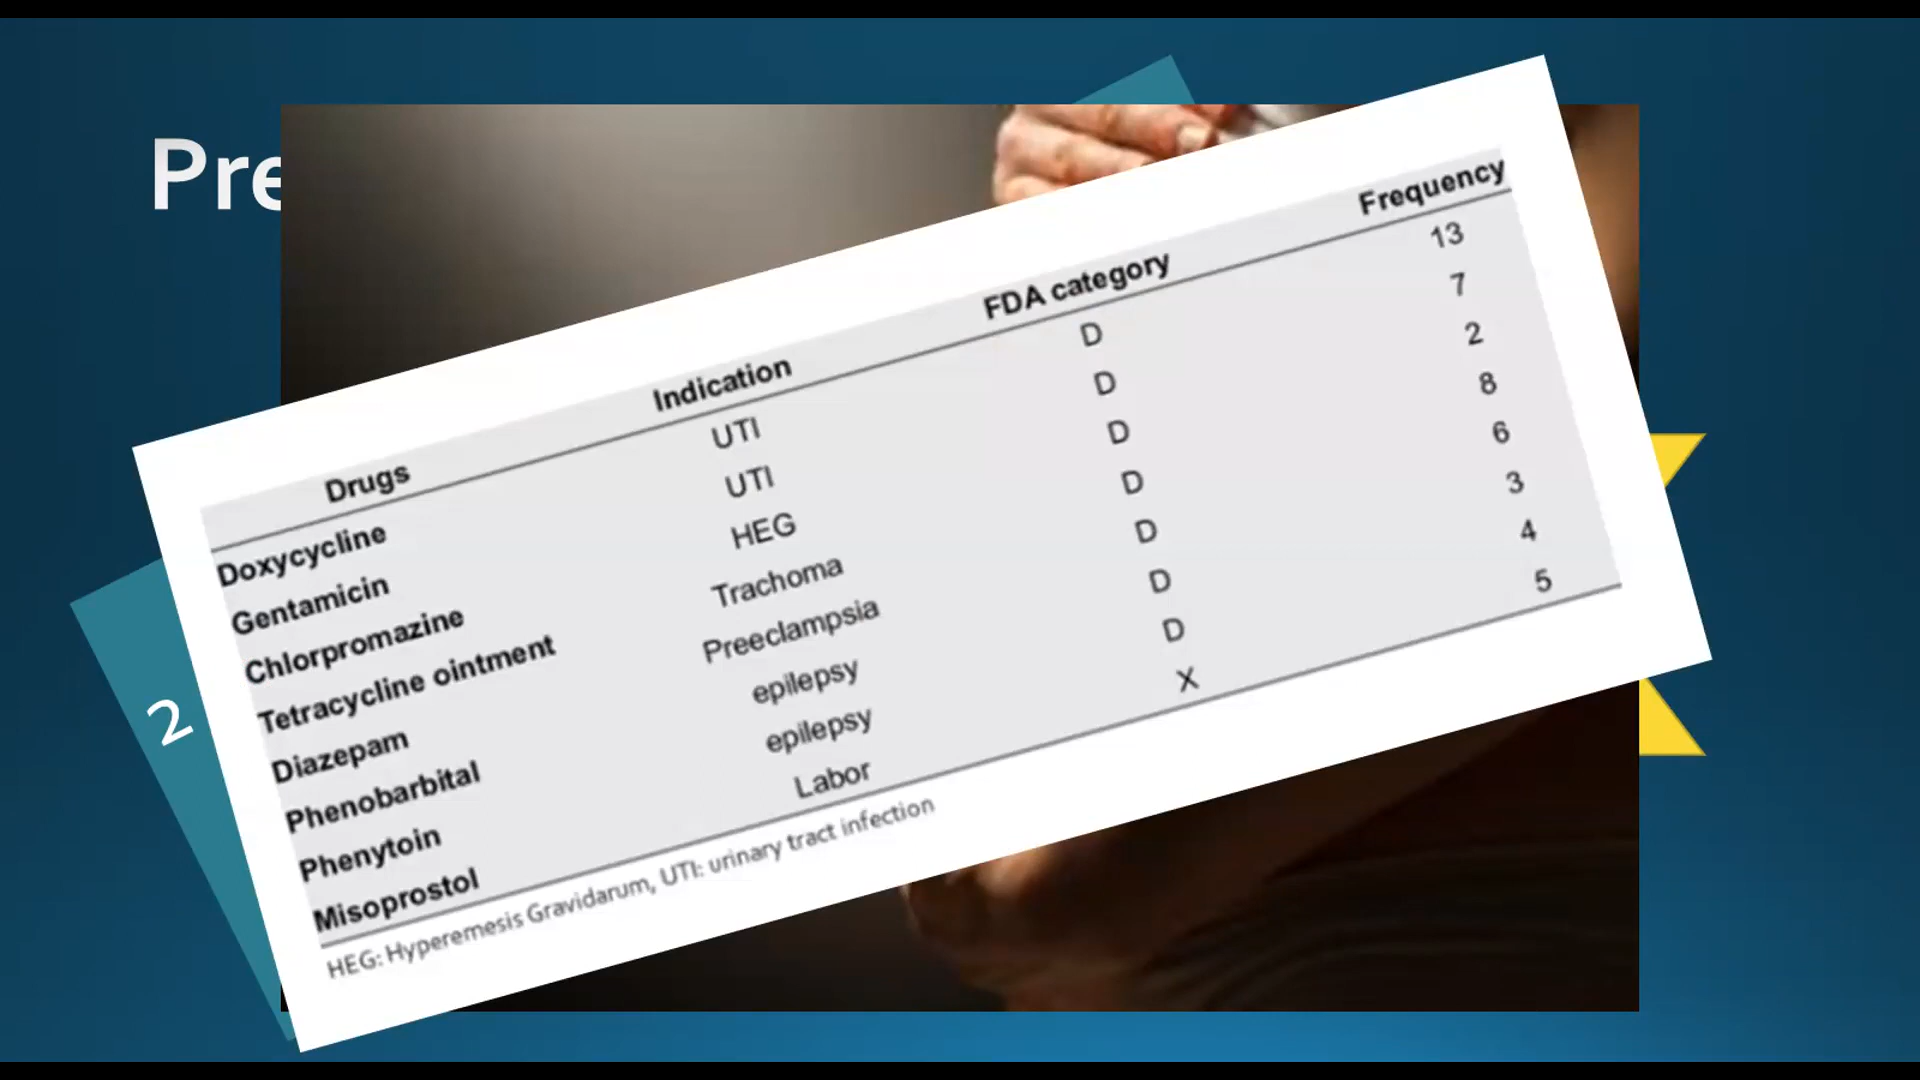 Pre
2
Drugs Indication FDA category Frequency
Doxycycline UTI D 13
Gentamicin UTI D 7
Chlorpromazine HEG D 2
Tetracycline ointment Trachoma D 8
Diazepam Preeclampsia D 6
Phenobarbital epilepsy D 3
Phenytoin epilepsy D 4
Misoprostol Labor X 5
HEG: Hyperemesis Gravidarum, UTI: urinary tract infection